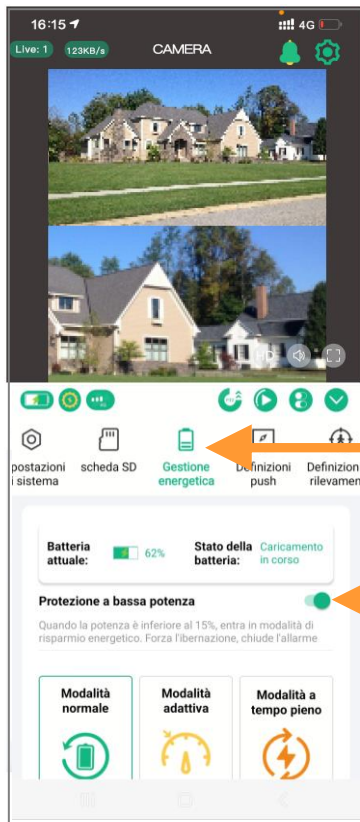 16:15 4G
Live: 1 123KB/s CAMERA
HD
4G
postazioni scheda SD Gestione Definizioni Definizion
i sistema energetica push rilevamen
Batteria 62% Stato della Caricamento
attuale: batteria: in corso
Protezione a bassa potenza
Quando la potenza è inferiore al 15%, entra in modalità di
risparmio energetico. Forza l'ibernazione, chiude l'allarme
Modalità Modalità Modalità a
normale adattiva tempo pieno